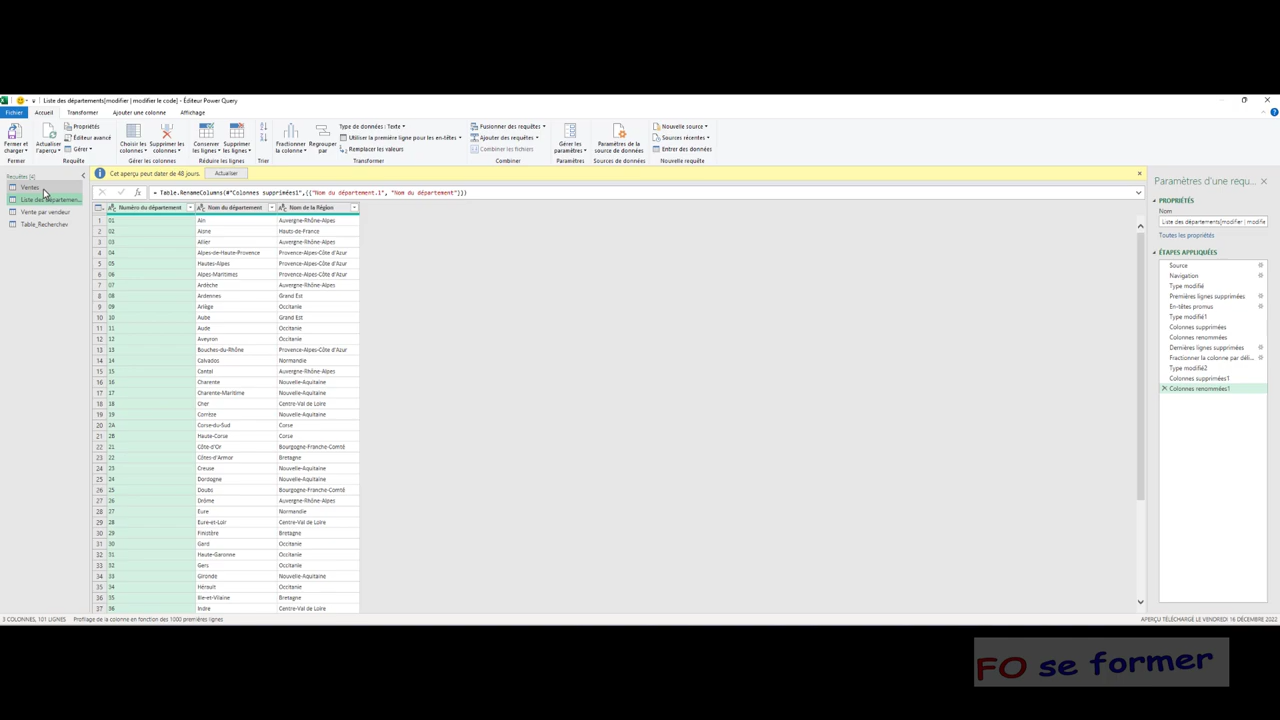 Liste des départements[modifier | modifier le code] - Éditeur Power Query
Fichier Accueil Transformer Ajouter une colonne Affichage
Fermer et charger Actualiser l'aperçu Propriétés Éditeur avancé Gérer Choisir les colonnes Supprimer les colonnes Conserver les lignes Supprimer les lignes Fractionner la colonne Regrouper par Type de données : Texte Utiliser la première ligne pour les en-têtes Remplacer les valeurs Fusionner des requêtes Ajouter des requêtes Combiner les fichiers Gérer les paramètres Paramètres de la source de données Nouvelle source Sources récentes Entrer des données
Fermer Requête Gérer les colonnes Réduire les lignes Trier Transformer Combiner Paramètres Sources de données Nouvelle requête
Requêtes [4]
Ventes
Liste des départemen...
Vente par vendeur
Table_Recherchev
Cet aperçu peut dater de 48 jours. Actualiser
= Table.RenameColumns(#"Colonnes supprimées1",{{"Nom du département.1", "Nom du département"}})
Numéro du département Nom du département Nom de la Région
1 01 Ain Auvergne-Rhône-Alpes
2 02 Aisne Hauts-de-France
3 03 Allier Auvergne-Rhône-Alpes
4 04 Alpes-de-Haute-Provence Provence-Alpes-Côte d'Azur
5 05 Hautes-Alpes Provence-Alpes-Côte d'Azur
6 06 Alpes-Maritimes Provence-Alpes-Côte d'Azur
7 07 Ardèche Auvergne-Rhône-Alpes
8 08 Ardennes Grand Est
9 09 Ariège Occitanie
10 10 Aube Grand Est
11 11 Aude Occitanie
12 12 Aveyron Occitanie
13 13 Bouches-du-Rhône Provence-Alpes-Côte d'Azur
14 14 Calvados Normandie
15 15 Cantal Auvergne-Rhône-Alpes
16 16 Charente Nouvelle-Aquitaine
17 17 Charente-Maritime Nouvelle-Aquitaine
18 18 Cher Centre-Val de Loire
19 19 Corrèze Nouvelle-Aquitaine
20 2A Corse-du-Sud Corse
21 2B Haute-Corse Corse
22 21 Côte-d'Or Bourgogne-Franche-Comté
23 22 Côtes-d'Armor Bretagne
24 23 Creuse Nouvelle-Aquitaine
25 24 Dordogne Nouvelle-Aquitaine
26 25 Doubs Bourgogne-Franche-Comté
27 26 Drôme Auvergne-Rhône-Alpes
28 27 Eure Normandie
29 28 Eure-et-Loir Centre-Val de Loire
30 29 Finistère Bretagne
31 30 Gard Occitanie
32 31 Haute-Garonne Occitanie
33 32 Gers Occitanie
34 33 Gironde Nouvelle-Aquitaine
35 34 Hérault Occitanie
36 35 Ille-et-Vilaine Bretagne
37 36 Indre Centre-Val de Loire
Paramètres d'une requ...
PROPRIÉTÉS
Nom
Liste des départements[modifier | modifie
Toutes les propriétés
ÉTAPES APPLIQUÉES
Source
Navigation
Type modifié
Premières lignes supprimées
En-têtes promus
Type modifié1
Colonnes supprimées
Colonnes renommées
Dernières lignes supprimées
Fractionner la colonne par déli...
Type modifié2
Colonnes supprimées1
Colonnes renommées1
3 COLONNES, 101 LIGNES Profilage de la colonne en fonction des 1000 premières lignes APERÇU TÉLÉCHARGÉ LE VENDREDI 16 DÉCEMBRE 2022
FO se former